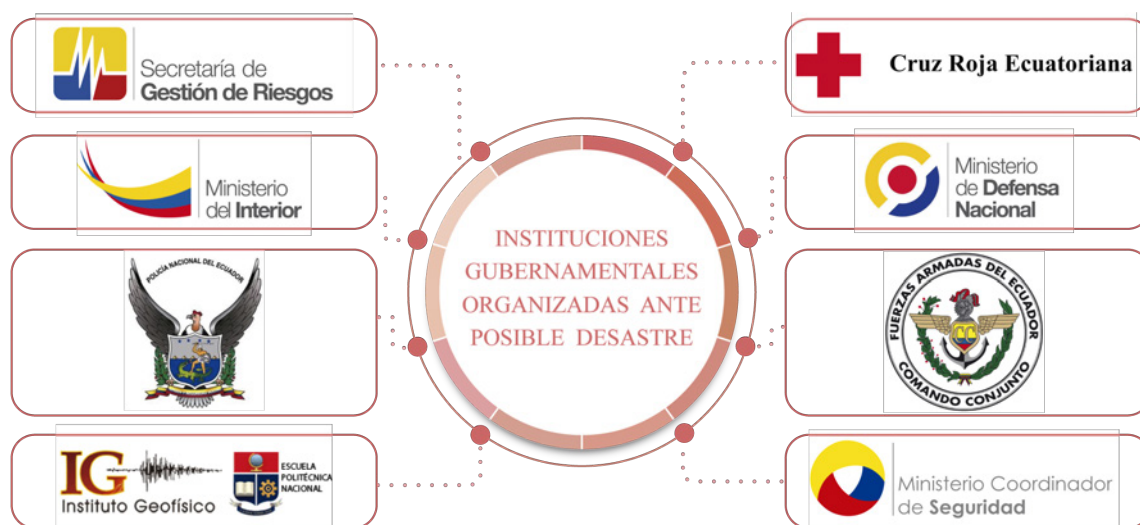 Secretaría de
Gestión de Riesgos
Ministerio
del Interior
POLICÍA NACIONAL DEL ECUADOR
IG
Instituto Geofísico
ESCUELA
POLITÉCNICA
NACIONAL
INSTITUCIONES
GUBERNAMENTALES
ORGANIZADAS ANTE
POSIBLE DESASTRE
Cruz Roja Ecuatoriana
Ministerio
de Defensa
Nacional
FUERZAS ARMADAS DEL ECUADOR
COMANDO CONJUNTO
Ministerio Coordinador
de Seguridad